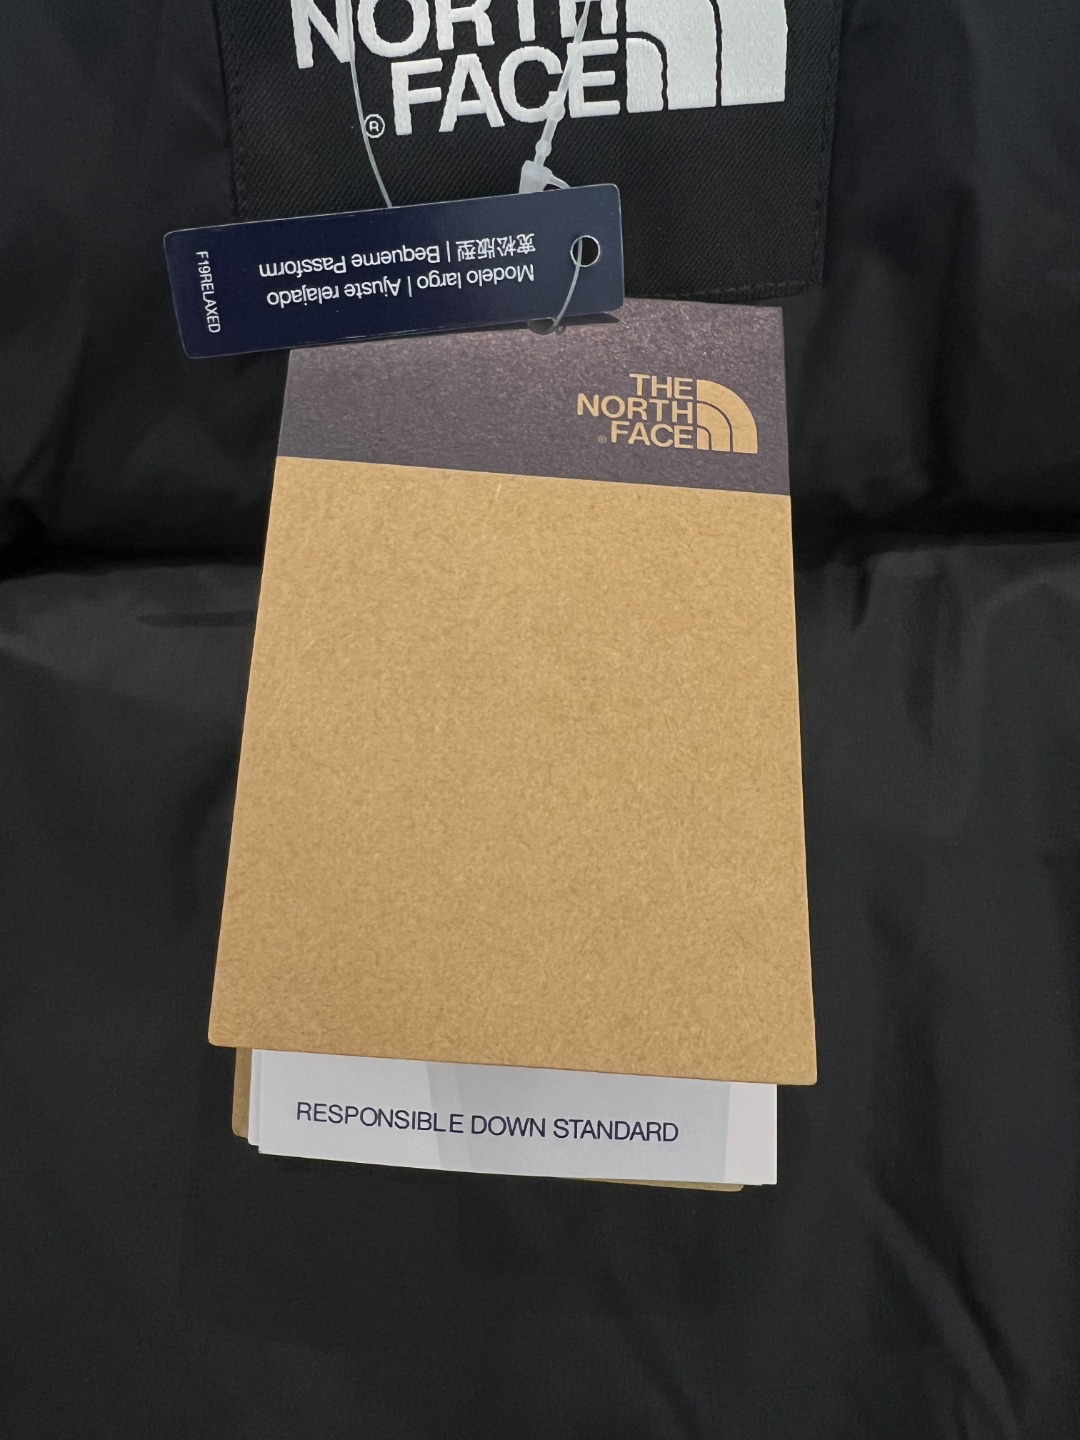 NORTH
FACE
®
Modelo largo | Ajuste relajado
宽松版型 | Bequeme Passform
F19RELAXED
THE
NORTH
FACE
®
RESPONSIBLE DOWN STANDARD